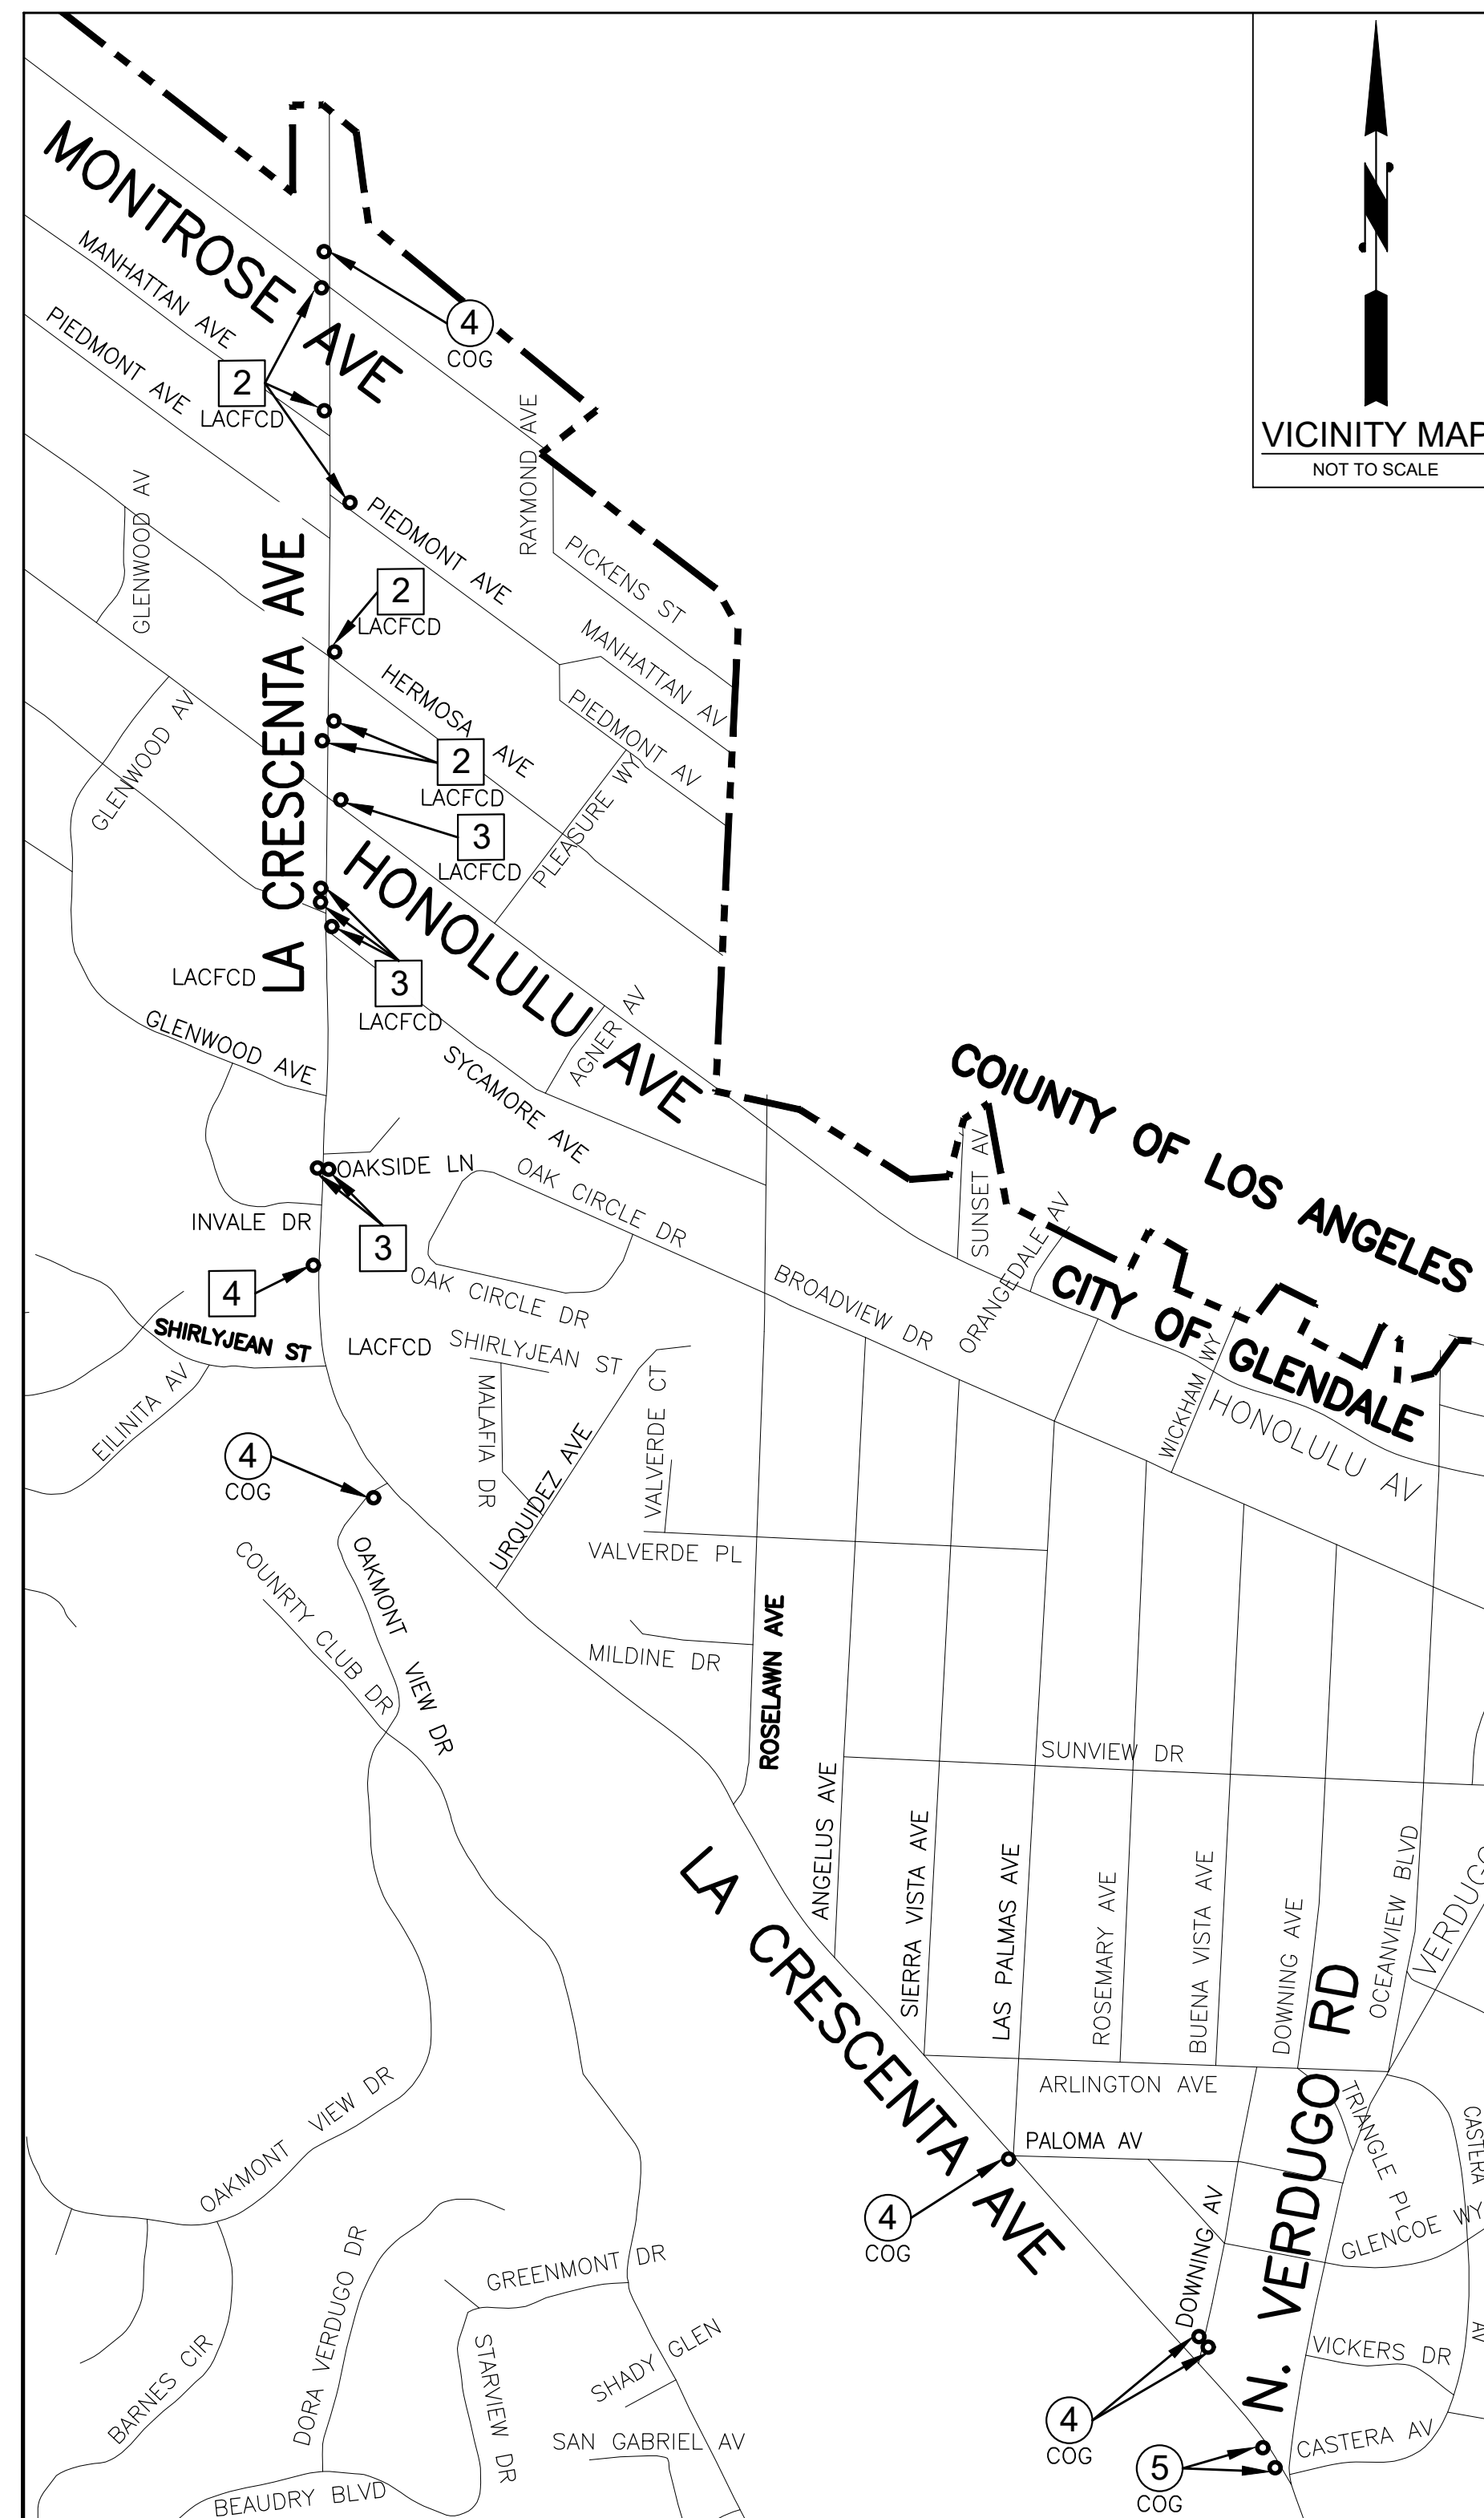 VICINITY MAP
NOT TO SCALE
MONTROSE AVE
MANHATTAN AVE
PIEDMONT AVE
4
COG
2
LACFCD
RAYMOND AVE
GLENWOOD AV
PIEDMONT AVE
PICKENS ST
LA CRESCENTA AVE
2
LACFCD
MANHATTAN AV
HERMOSA AVE
PIEDMONT AV
GLENWOOD AV
2
LACFCD
PLEASURE WY
3
LACFCD
HONOLULU AVE
LACFCD
3
LACFCD
GLENWOOD AVE
SYCAMORE AVE
AGNER AV
COIUNTY OF LOS ANGELES
OAKSIDE LN
OAK CIRCLE DR
SUNSET AV
INVALE DR
3
ORANGEDALE AV
4
OAK CIRCLE DR
BROADVIEW DR
CITY OF GLENDALE
SHIRLYJEAN ST
LACFCD
SHIRLYJEAN ST
WICKHAM WY
HONOLULU AV
EILINITA AV
MALAFIA DR
VALVERDE CT
4
COG
URQUIDEZ AVE
OAKMONT VIEW DR
VALVERDE PL
COUNRTY CLUB DR
MILDINE DR
ROSELAWN AVE
SUNVIEW DR
ANGELUS AVE
SIERRA VISTA AVE
LAS PALMAS AVE
ROSEMARY AVE
BUENA VISTA AVE
DOWNING AVE
OCEANVIEW BLVD
VERDUGO
LA CRESCENTA AVE
N. VERDUGO RD
ARLINGTON AVE
TRIANGLE PL
CASTERA AV
OAKMONT VIEW DR
PALOMA AV
4
COG
GLENCOE WY
DOWNING AV
DORA VERDUGO DR
GREENMONT DR
BARNES CIR
STARVIEW DR
SHADY GLEN
VICKERS DR
4
COG
SAN GABRIEL AV
CASTERA AV
5
COG
BEAUDRY BLVD